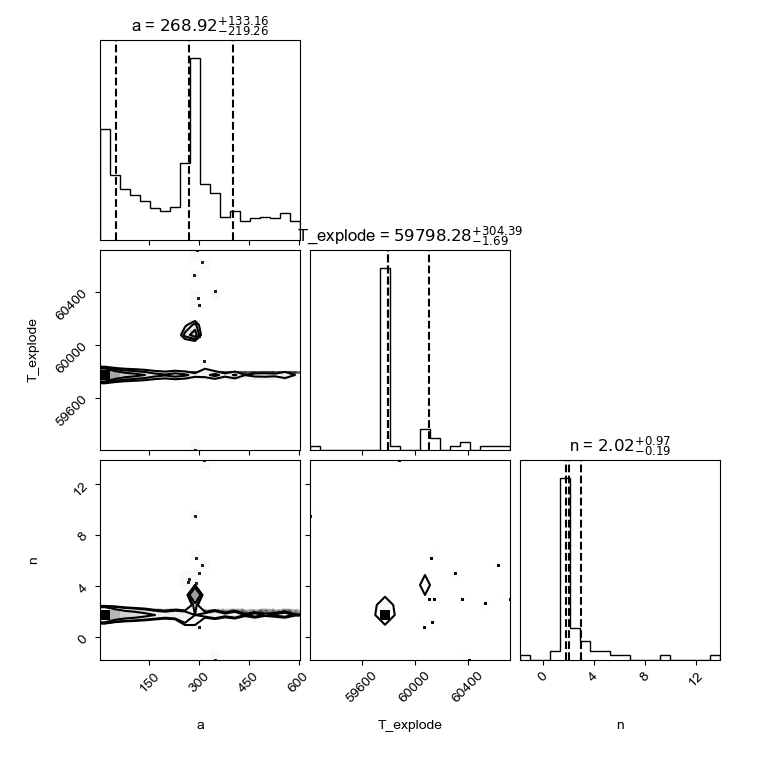 a = 268.92+133.16−219.26
T_explode = 59798.28+304.39−1.69
60400
60000
59600
T_explode
n = 2.02+0.97−0.19
12
8
4
0
n
150
300
450
600
a
59600
60000
60400
T_explode
0
4
8
12
n